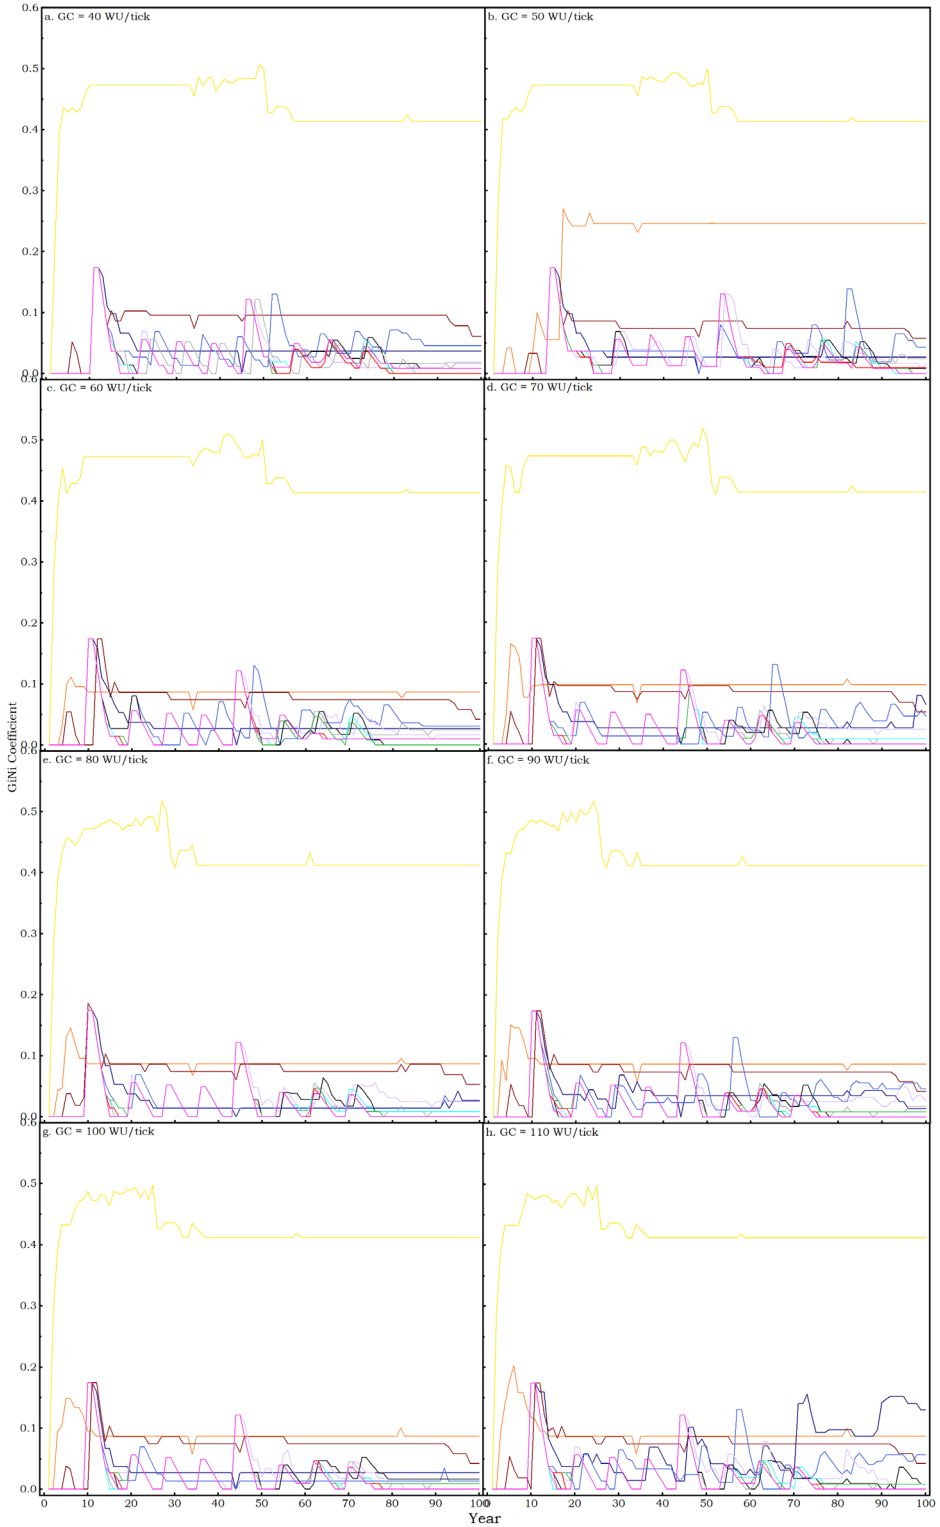 0.6
a. GC = 40 WU/tick
b. GC = 50 WU/tick
0.5
0.4
0.3
0.2
0.1
0.0
0.6
c. GC = 60 WU/tick
d. GC = 70 WU/tick
0.5
0.4
0.3
0.2
0.1
0.0
0.6
e. GC = 80 WU/tick
f. GC = 90 WU/tick
GiNi Coefficient
0.5
0.4
0.3
0.2
0.1
0.0
0.6
g. GC = 100 WU/tick
h. GC = 110 WU/tick
0.5
0.4
0.3
0.2
0.1
0.0
0 10 20 30 40 50 60 70 80 90 100 0 10 20 30 40 50 60 70 80 90 100
Year